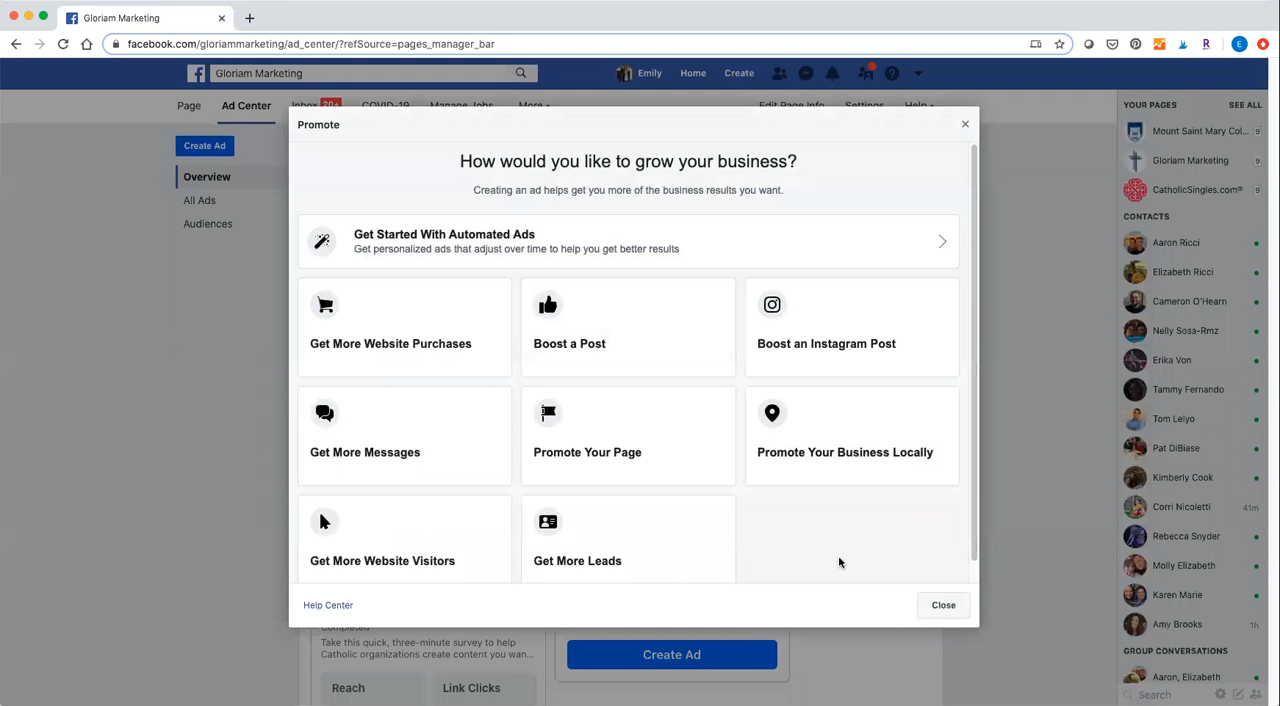 Gloriam Marketing
facebook.com/gloriammarketing/ad_center/?refSource=pages_manager_bar
R
E
Gloriam Marketing
Emily
Home
Create
Page
Ad Center
Inbox 20+
COVID-19
Manage Jobs
More
Edit Page Info
Settings
Help
Create Ad
Overview
All Ads
Audiences
Promote
How would you like to grow your business?
Creating an ad helps get you more of the business results you want.
Get Started With Automated Ads
Get personalized ads that adjust over time to help you get better results
Get More Website Purchases
Boost a Post
Boost an Instagram Post
Get More Messages
Promote Your Page
Promote Your Business Locally
Get More Website Visitors
Get More Leads
Help Center
Close
Completed
Take this quick, three-minute survey to help
Catholic organizations create content you wan...
Reach
Link Clicks
Create Ad
YOUR PAGES
SEE ALL
Mount Saint Mary Col... 9
Gloriam Marketing 9
CatholicSingles.com® 9
CONTACTS
Aaron Ricci
Elizabeth Ricci
Cameron O'Hearn
Nelly Sosa-Rmz
Erika Von
Tammy Fernando
Tom Lelyo
Pat DiBiase
Kimberly Cook
Corri Nicoletti 41m
Rebecca Snyder
Molly Elizabeth
Karen Marie
Amy Brooks 1h
GROUP CONVERSATIONS
Aaron, Elizabeth
Search